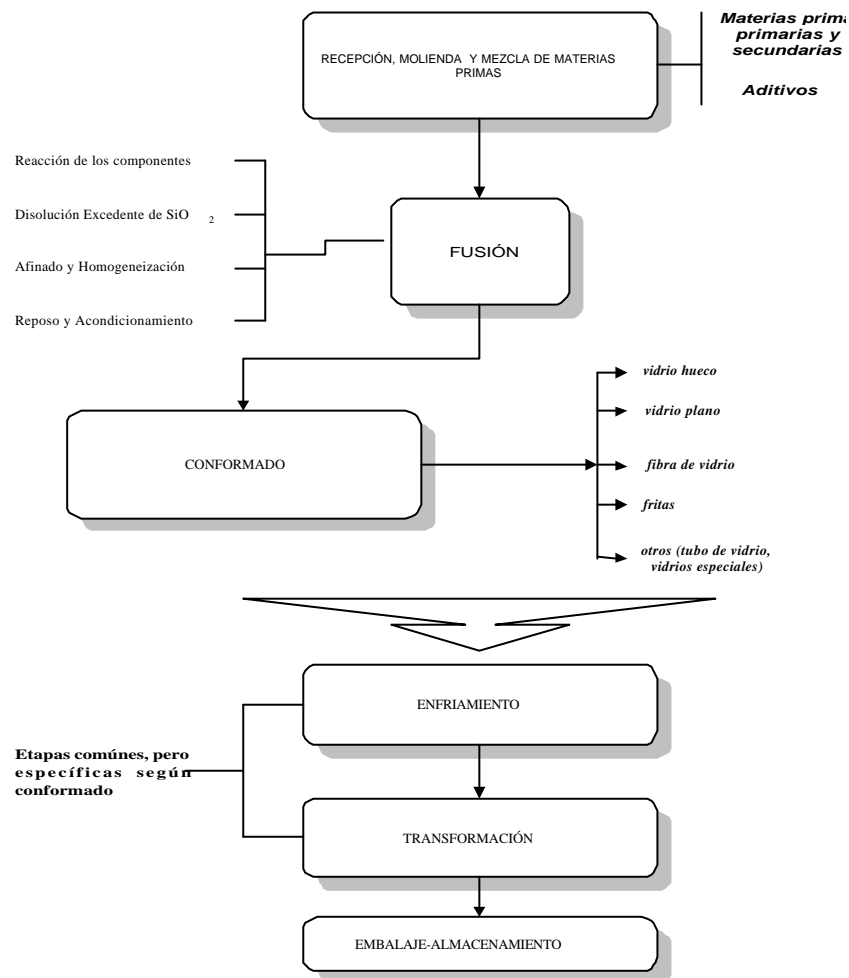 Materias prima
primarias y
secundarias
Aditivos
RECEPCIÓN, MOLIENDA Y MEZCLA DE MATERIAS
PRIMAS
Reacción de los componentes
Disolución Excedente de SiO 2
Afinado y Homogeneización
Reposo y Acondicionamiento
FUSIÓN
CONFORMADO
vidrio hueco
vidrio plano
fibra de vidrio
fritas
otros (tubo de vidrio,
vidrios especiales)
ENFRIAMIENTO
Etapas comúnes, pero
específicas según
conformado
TRANSFORMACIÓN
EMBALAJE-ALMACENAMIENTO